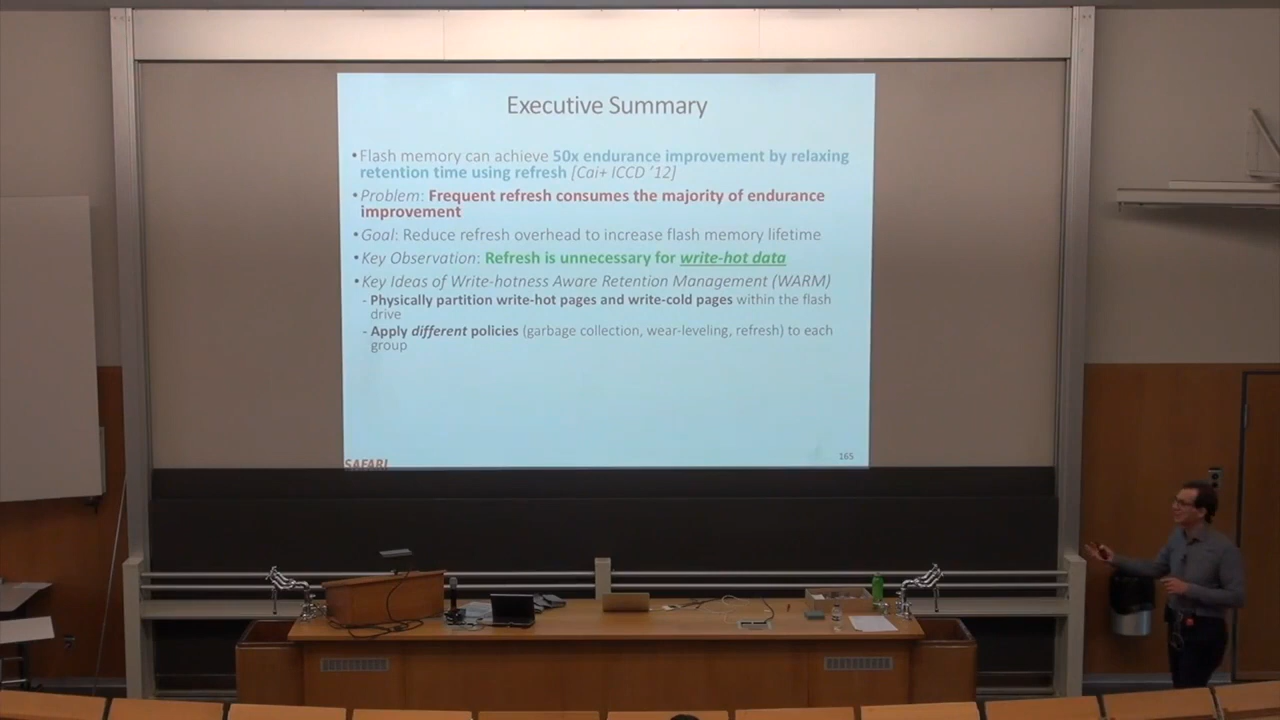 Executive Summary
•Flash memory can achieve 50x endurance improvement by relaxing
retention time using refresh [Cai+ ICCD ’12]
•Problem: Frequent refresh consumes the majority of endurance
improvement
•Goal: Reduce refresh overhead to increase flash memory lifetime
•Key Observation: Refresh is unnecessary for write-hot data
•Key Ideas of Write-hotness Aware Retention Management (WARM)
- Physically partition write-hot pages and write-cold pages within the flash
drive
- Apply different policies (garbage collection, wear-leveling, refresh) to each
group
SAFARI
165